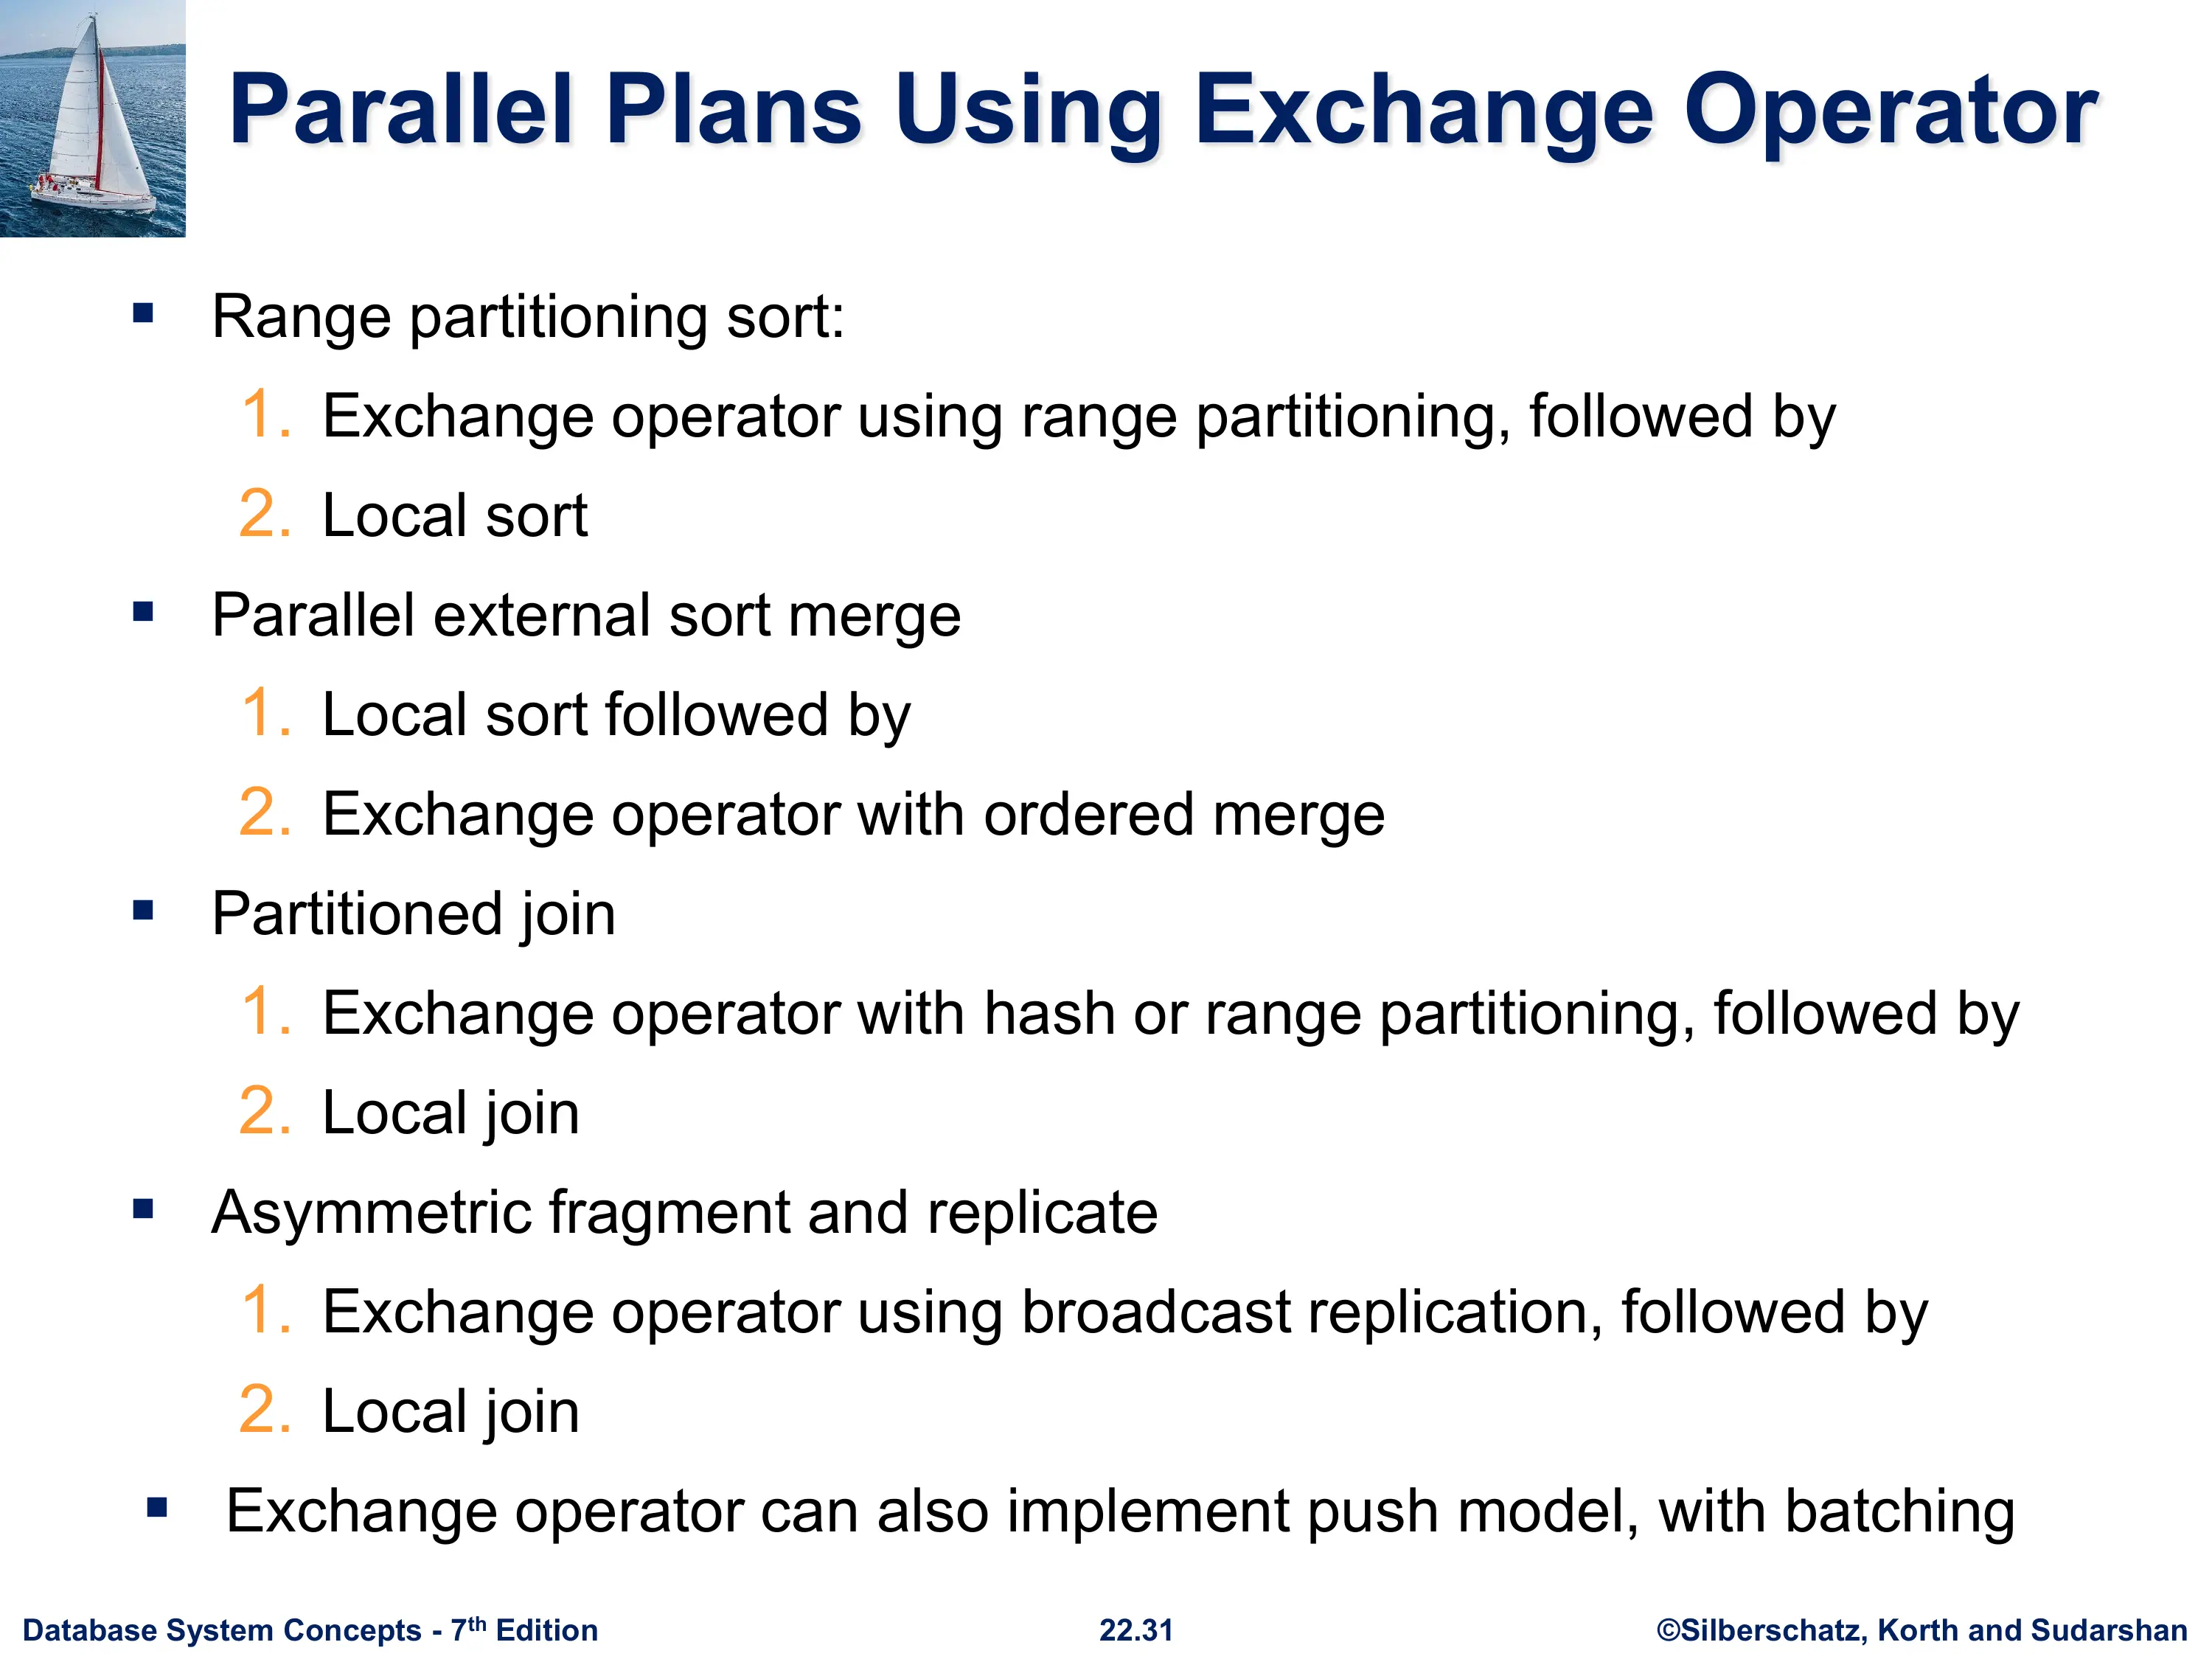 Parallel Plans Using Exchange Operator
▪ Range partitioning sort:
1. Exchange operator using range partitioning, followed by
2. Local sort
▪ Parallel external sort merge
1. Local sort followed by
2. Exchange operator with ordered merge
▪ Partitioned join
1. Exchange operator with hash or range partitioning, followed by
2. Local join
▪ Asymmetric fragment and replicate
1. Exchange operator using broadcast replication, followed by
2. Local join
▪ Exchange operator can also implement push model, with batching
Database System Concepts - 7th Edition 22.31 ©Silberschatz, Korth and Sudarshan